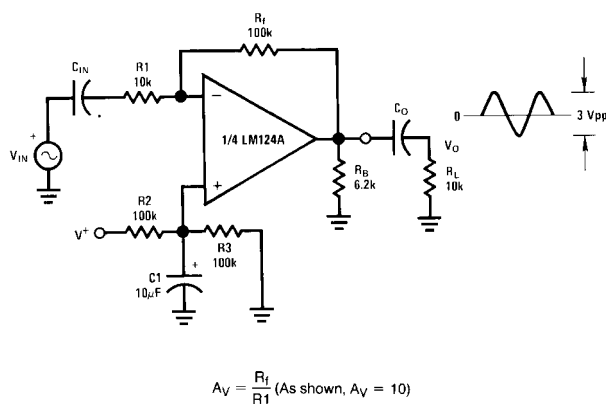 Rf
100k
CIN
R1
10k
CO
0
3 Vpp
1/4 LM124A
VO
+
VIN
RB
6.2k
RL
10k
R2
100k
V+
R3
100k
C1
10μF
+
AV = Rf/R1 (As shown, AV = 10)